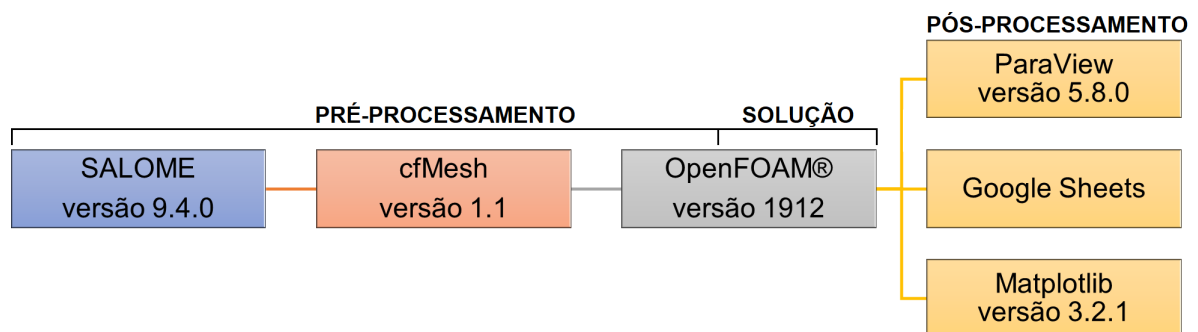 PÓS-PROCESSAMENTO
ParaView
versão 5.8.0
PRÉ-PROCESSAMENTO
SOLUÇÃO
SALOME
versão 9.4.0
cfMesh
versão 1.1
OpenFOAM®
versão 1912
Google Sheets
Matplotlib
versão 3.2.1